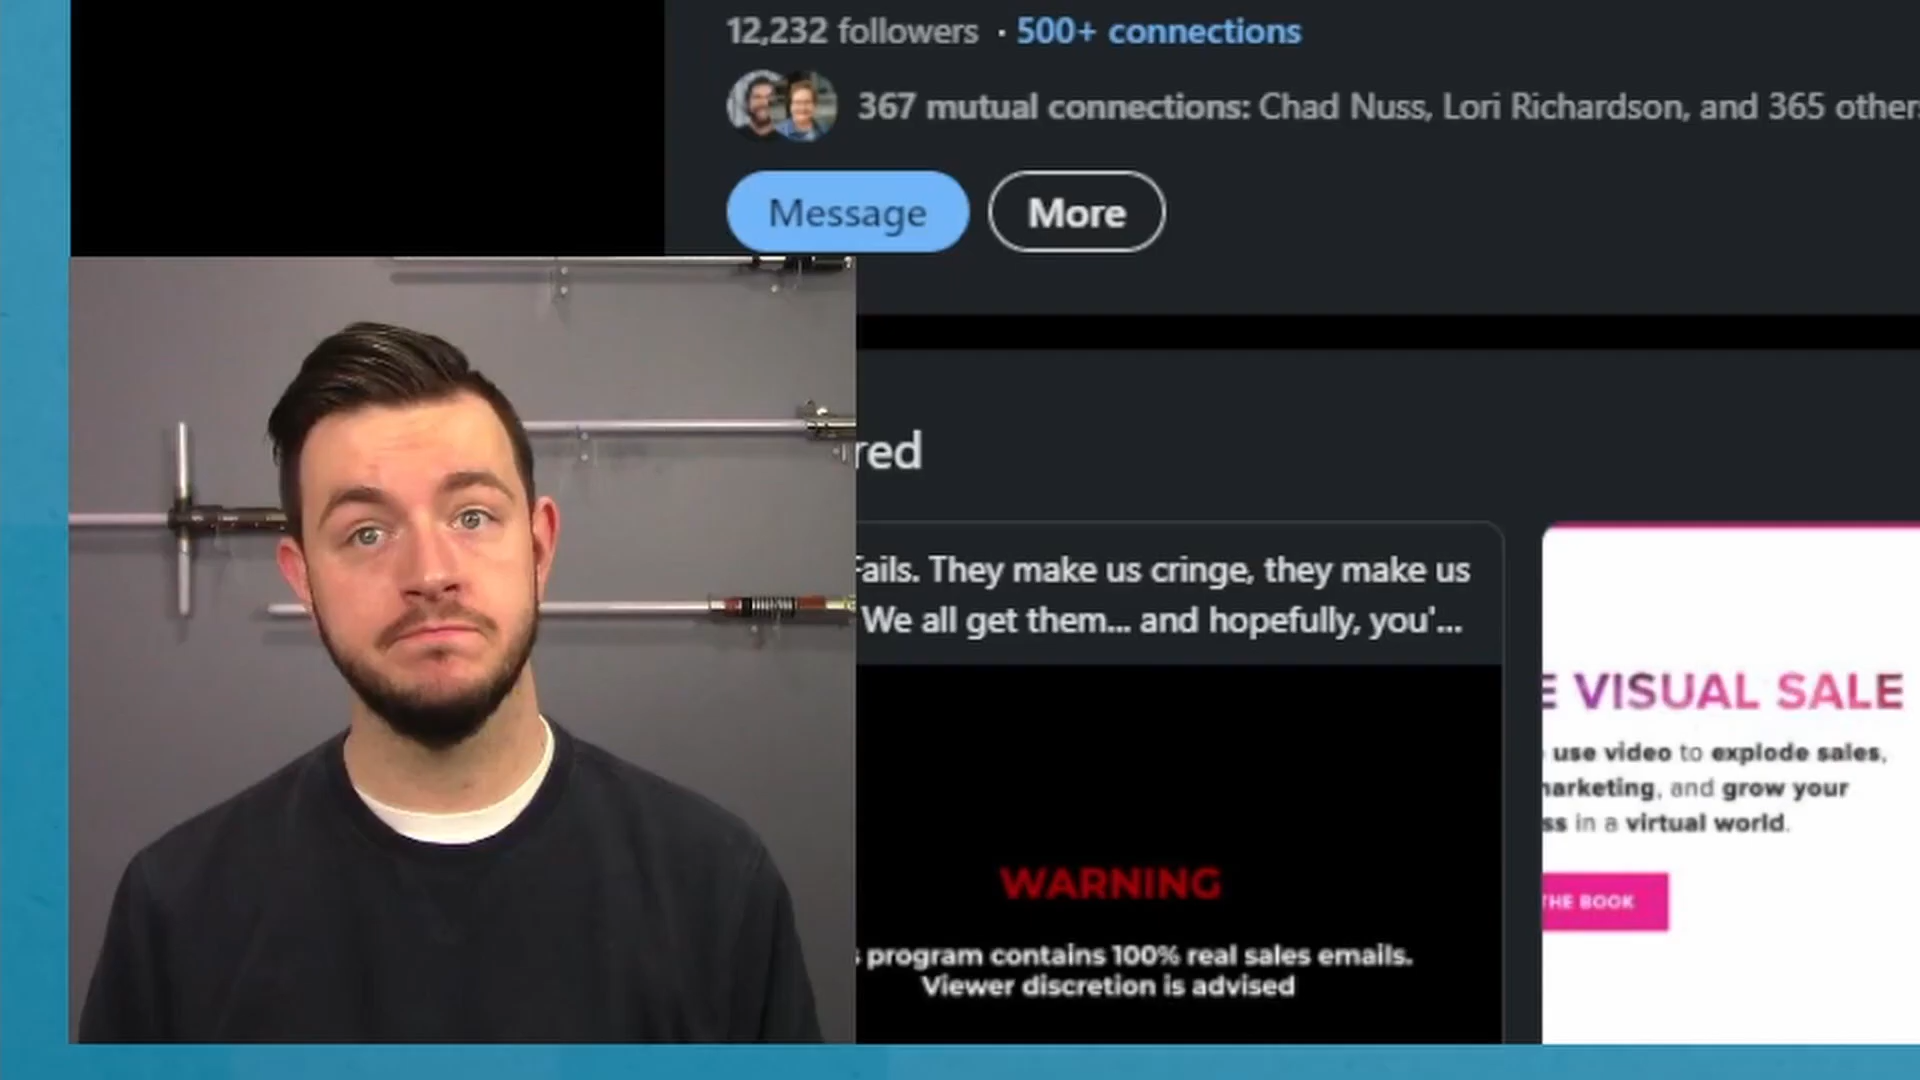 12,232 followers · 500+ connections
367 mutual connections: Chad Nuss, Lori Richardson, and 365 other
Message
More
red
Fails. They make us cringe, they make us
We all get them... and hopefully, you'...
E VISUAL SALE
use video to explode sales,
marketing, and grow your
ss in a virtual world.
THE BOOK
WARNING
s program contains 100% real sales emails.
Viewer discretion is advised